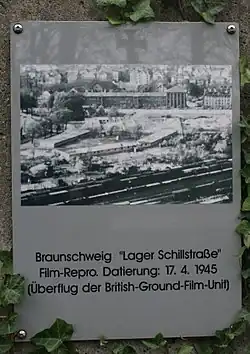 Braunschweig "Lager Schillstraße"
Film-Repro. Datierung: 17. 4. 1945
(Überflug der British-Ground-Film-Unit)